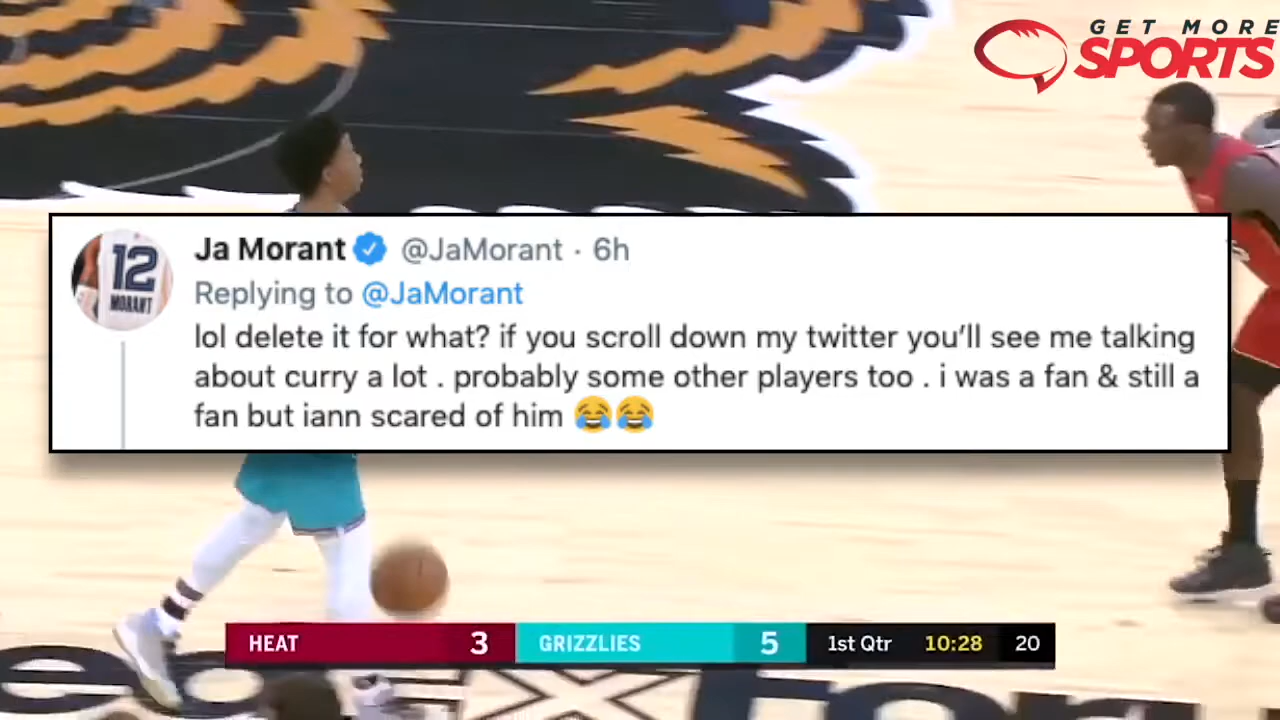 GET MORE
SPORTS
12
MORANT
Ja Morant @JaMorant · 6h
Replying to @JaMorant
lol delete it for what? if you scroll down my twitter you'll see me talking
about curry a lot . probably some other players too . i was a fan & still a
fan but iann scared of him 😂😂
HEAT 3 GRIZZLIES 5 1st Qtr 10:28 20